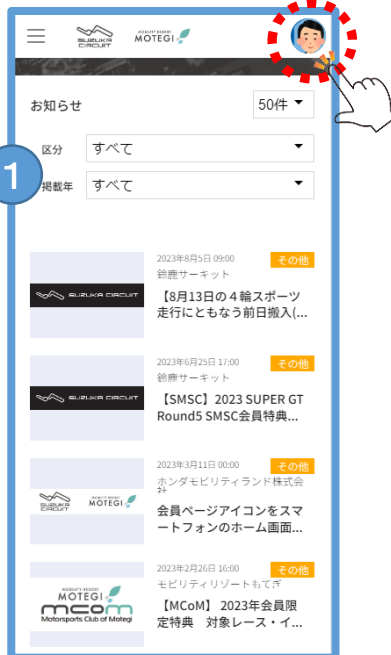 SUZUKA CIRCUIT
MOBILITY RESORT
MOTEGI
お知らせ
50件
区分
すべて
1
掲載年
すべて
2023年8月5日 09:00
その他
鈴鹿サーキット
SUZUKA CIRCUIT
【8月13日の４輪スポーツ
走行にともなう前日搬入(...
2023年6月25日 17:00
その他
鈴鹿サーキット
SUZUKA CIRCUIT
【SMSC】2023 SUPER GT
Round5 SMSC会員特典...
2023年3月11日 00:00
その他
ホンダモビリティランド株式会
社
SUZUKA CIRCUIT
MOBILITY RESORT
MOTEGI
会員ページアイコンをスマ
ートフォンのホーム画面...
2023年2月26日 16:00
その他
モビリティリゾートもてぎ
MOBILITY RESORT
MOTEGI
mcom
Motorsports Club of Motegi
【MCoM】 2023年会員限
定特典　対象レース・イ...